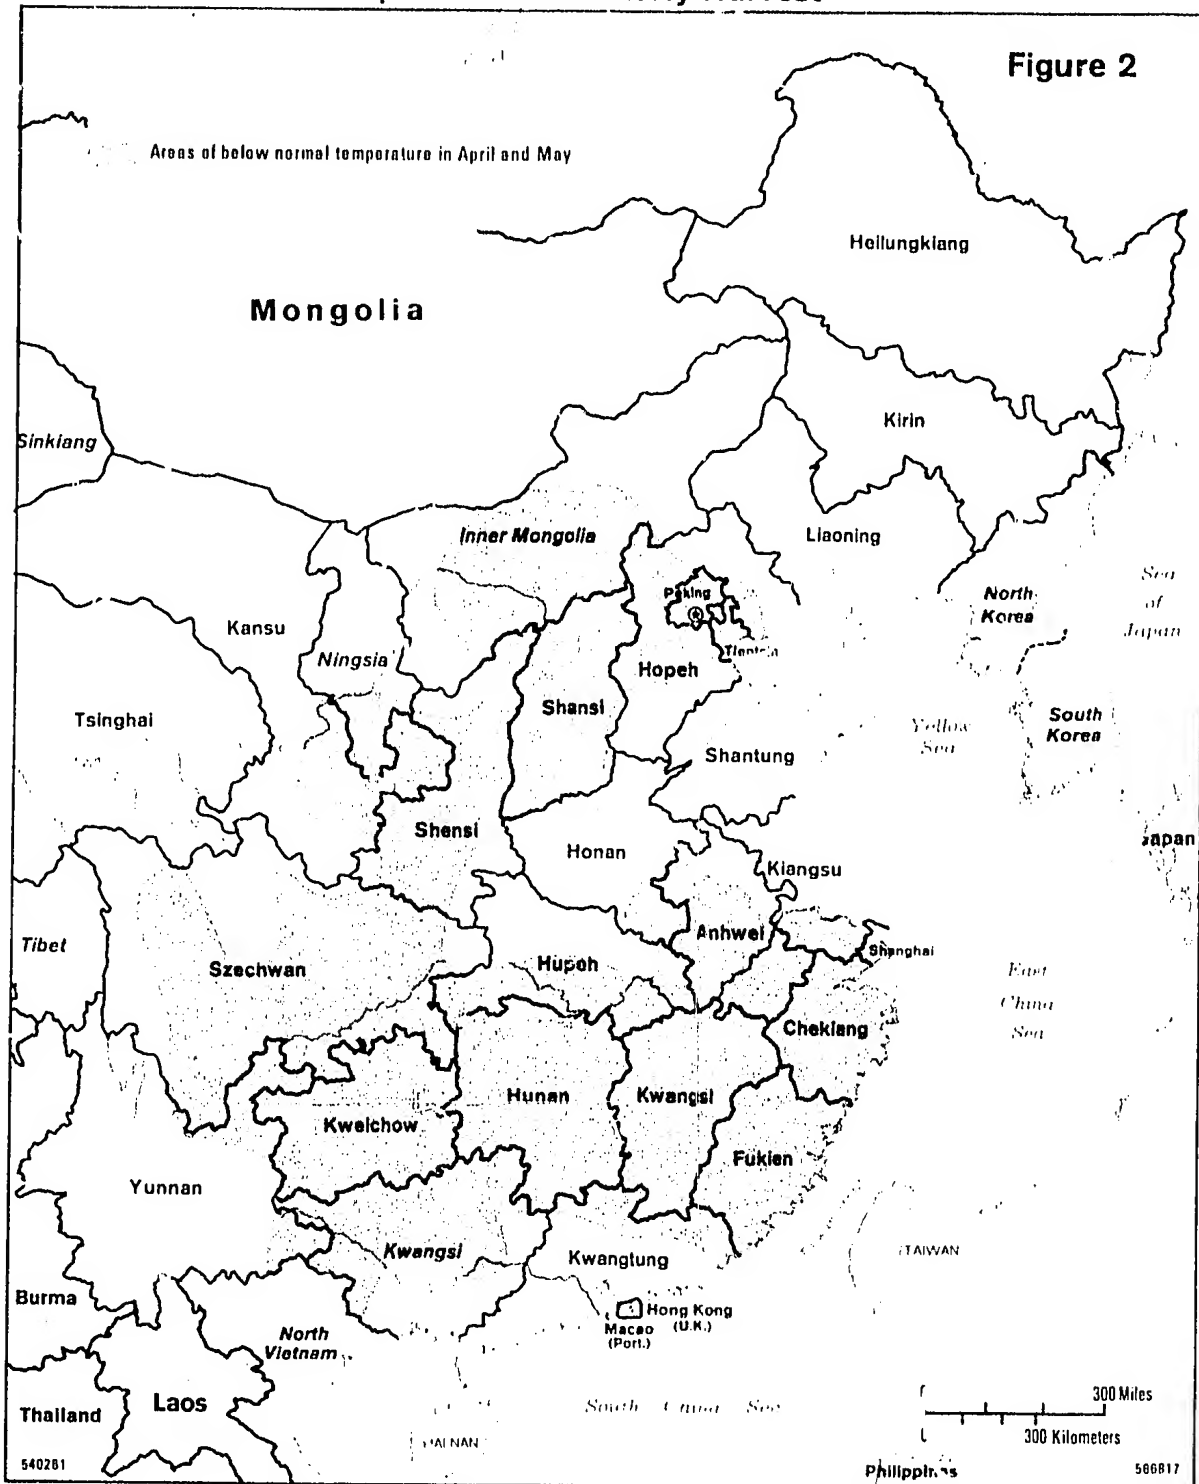 Figure 2
Areas of below normal temperature in April and May
Heilungkiang
Mongolia
Kirin
Sinkiang
Inner Mongolia
Liaoning
Peking
North
Korea
Sea
of
Japan
Kansu
Ningsia
Hopeh
Shansi
Tsinghai
South
Korea
Yellow
Sea
Shantung
Shensi
Honan
Japan
Kiangsu
Tibet
Anhwei
Szechwan
Hupeh
Shanghai
East
China
Sea
Chekiang
Hunan
Kwangsi
Kweichow
Fukien
Yunnan
Kwangsi
Kwangtung
TAIWAN
Burma
Hong Kong
(U.K.)
Macao
(Port.)
North
Vietnam
Laos
Thailand
South China Sea
300 Miles
300 Kilometers
HAINAN
540281
Philippines
566817